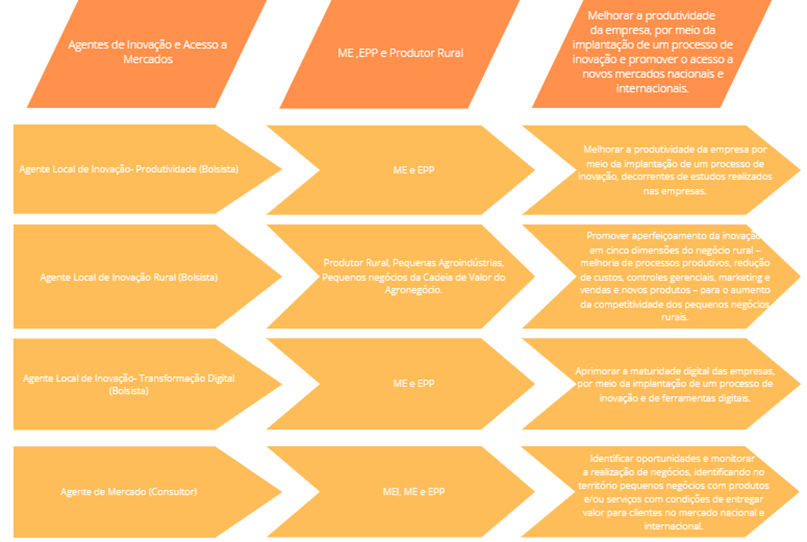 Agentes de Inovação e Acesso a
Mercados
ME ,EPP e Produtor Rural
Melhorar a produtividade
da empresa, por meio da
implantação de um processo de
inovação e promover o acesso a
novos mercados nacionais e
internacionais.
Agente Local de Inovação- Produtividade (Bolsista)
ME e EPP
Melhorar a produtividade da empresa por
meio da implantação de um processo de
inovação, decorrentes de estudos realizados
nas empresas.
Agente Local de Inovação Rural (Bolsista)
Produtor Rural, Pequenas Agroindústrias,
Pequenos negócios da Cadeia de Valor do
Agronegócio.
Promover aperfeiçoamento da inovação
em cinco dimensões do negócio rural –
melhoria de processos produtivos, redução
de custos, controles gerenciais, marketing e
vendas e novos produtos – para o aumento
da competitividade dos pequenos negócios
rurais.
Agente Local de Inovação- Transformação Digital
(Bolsista)
ME e EPP
Aprimorar a maturidade digital das empresas,
por meio da implantação de um processo de
inovação e de ferramentas digitais.
Agente de Mercado (Consultor)
MEI, ME e EPP
Identificar oportunidades e monitorar
a realização de negócios, identificando no
território pequenos negócios com produtos
e/ou serviços com condições de entregar
valor para clientes no mercado nacional e
internacional.